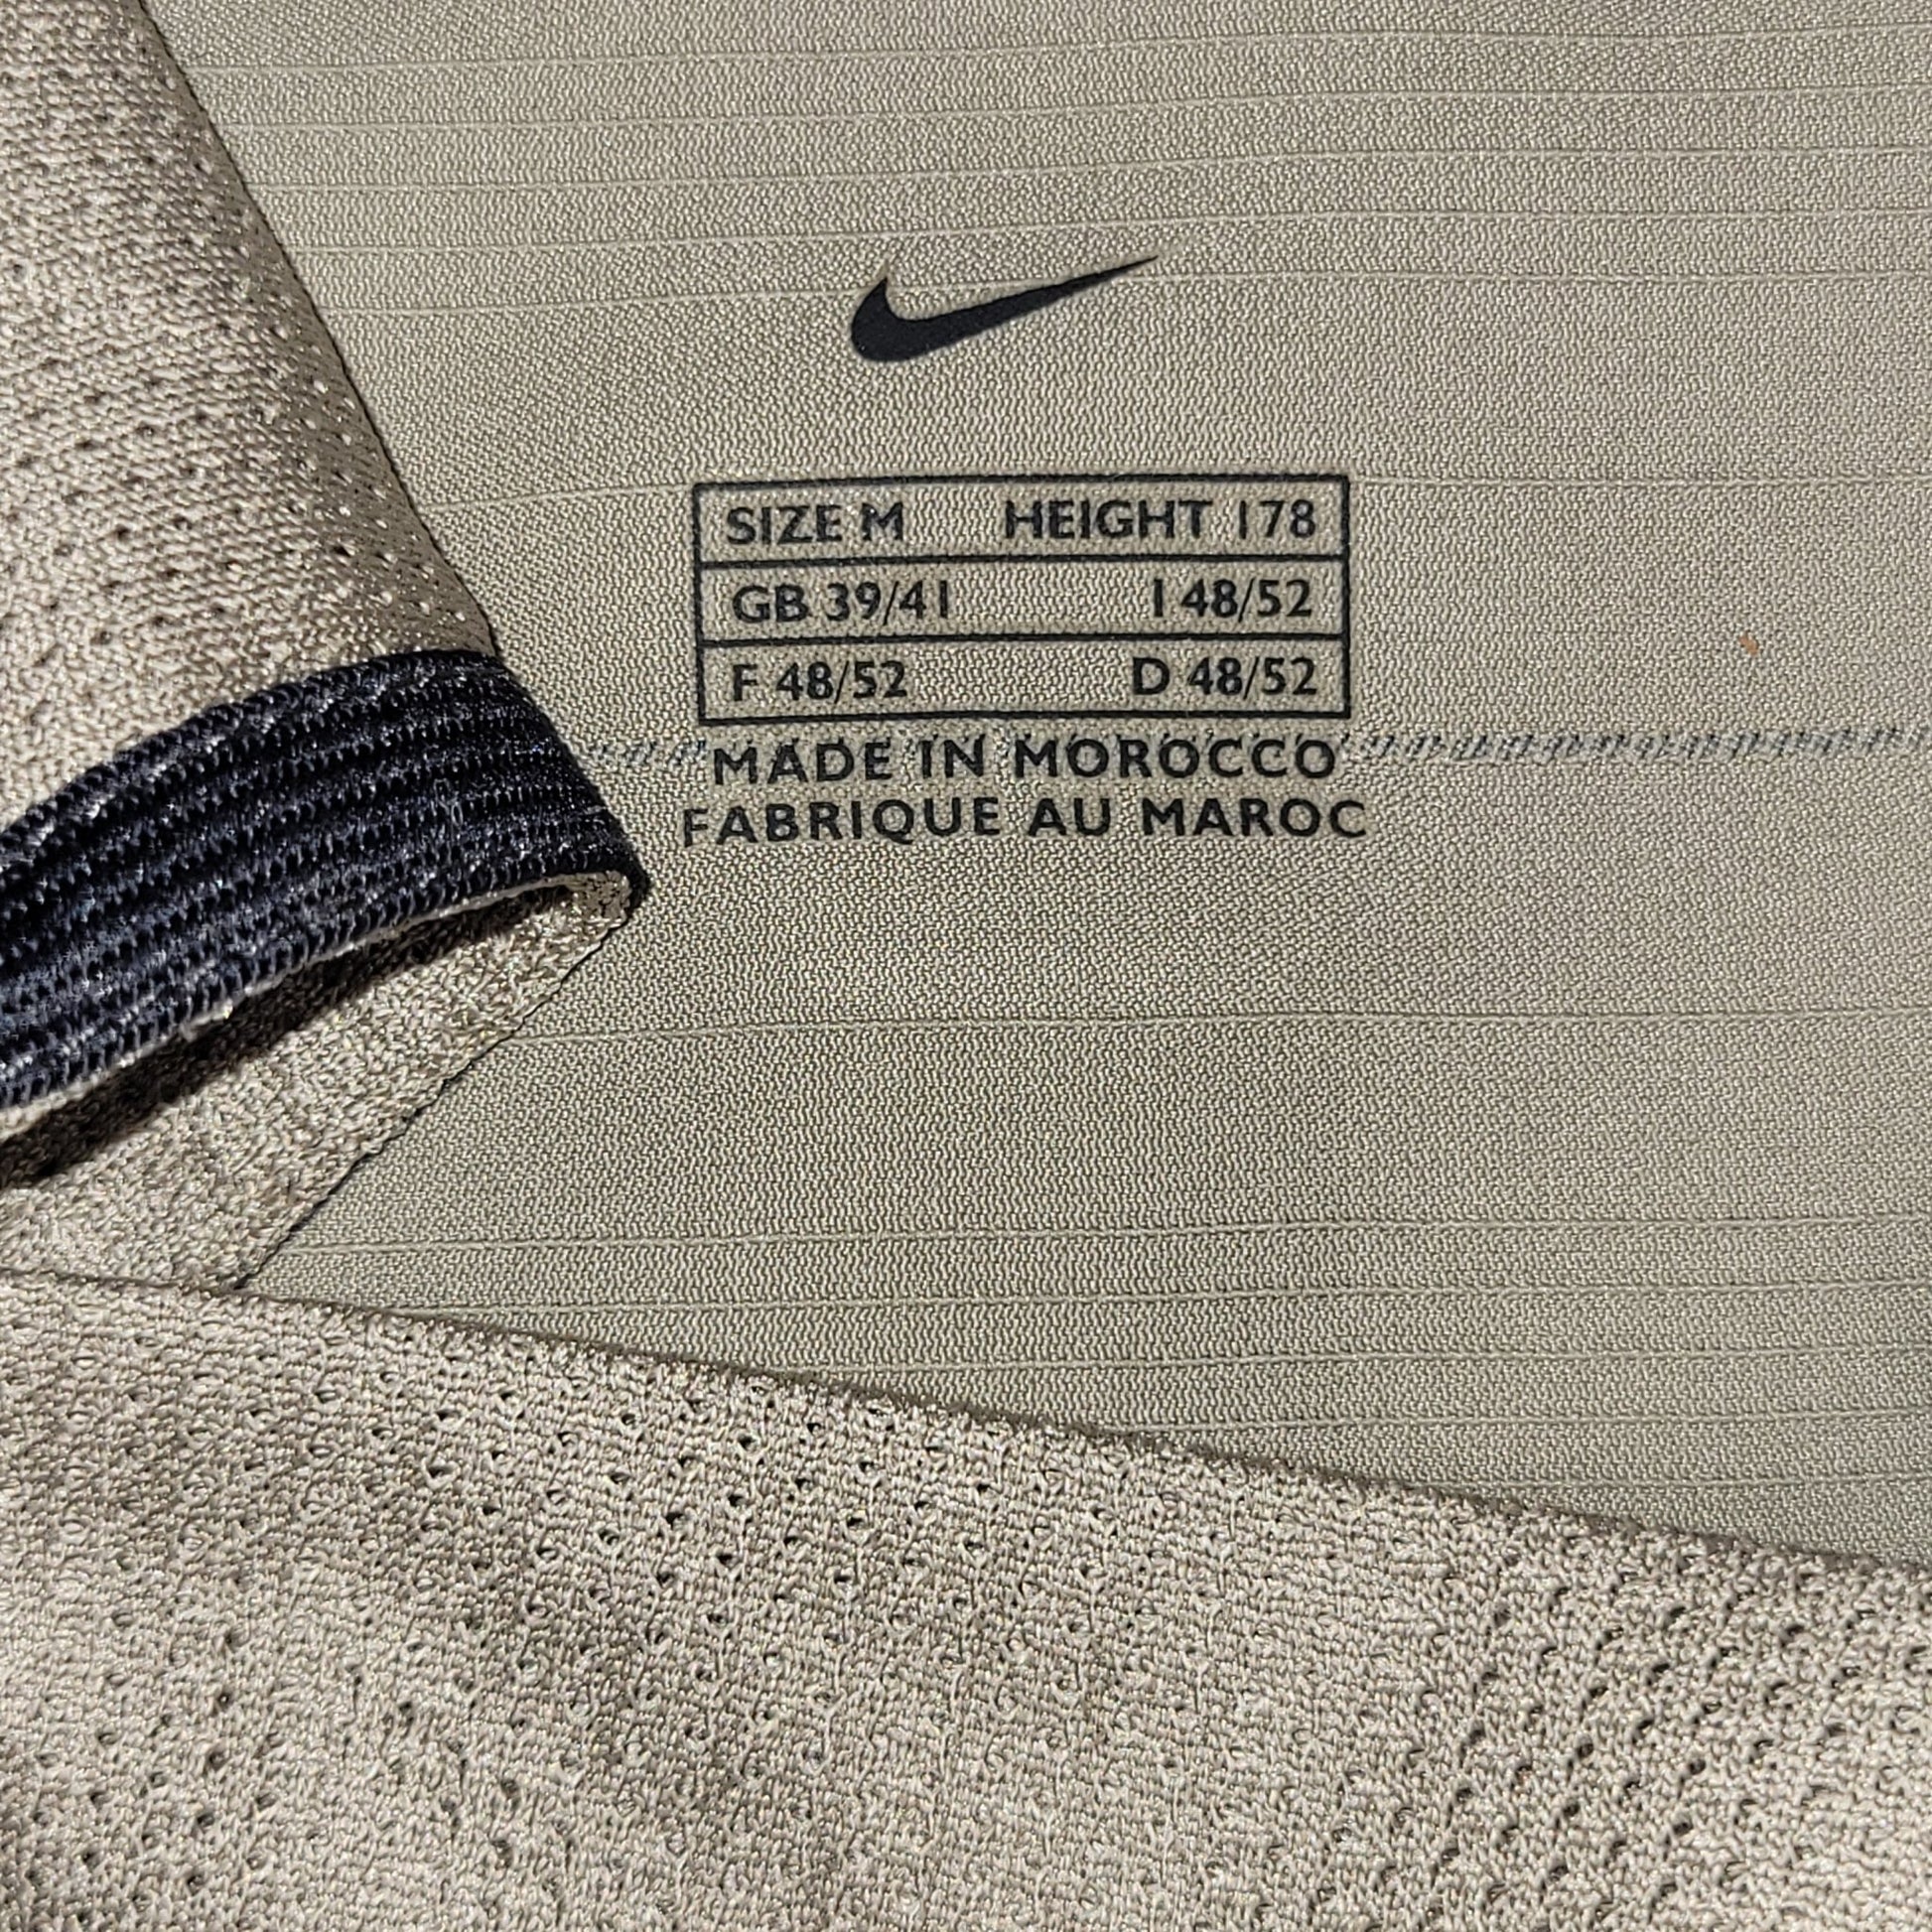 SIZE M HEIGHT 178
GB 39/41 I 48/52
F 48/52 D 48/52
MADE IN MOROCCO
FABRIQUE AU MAROC